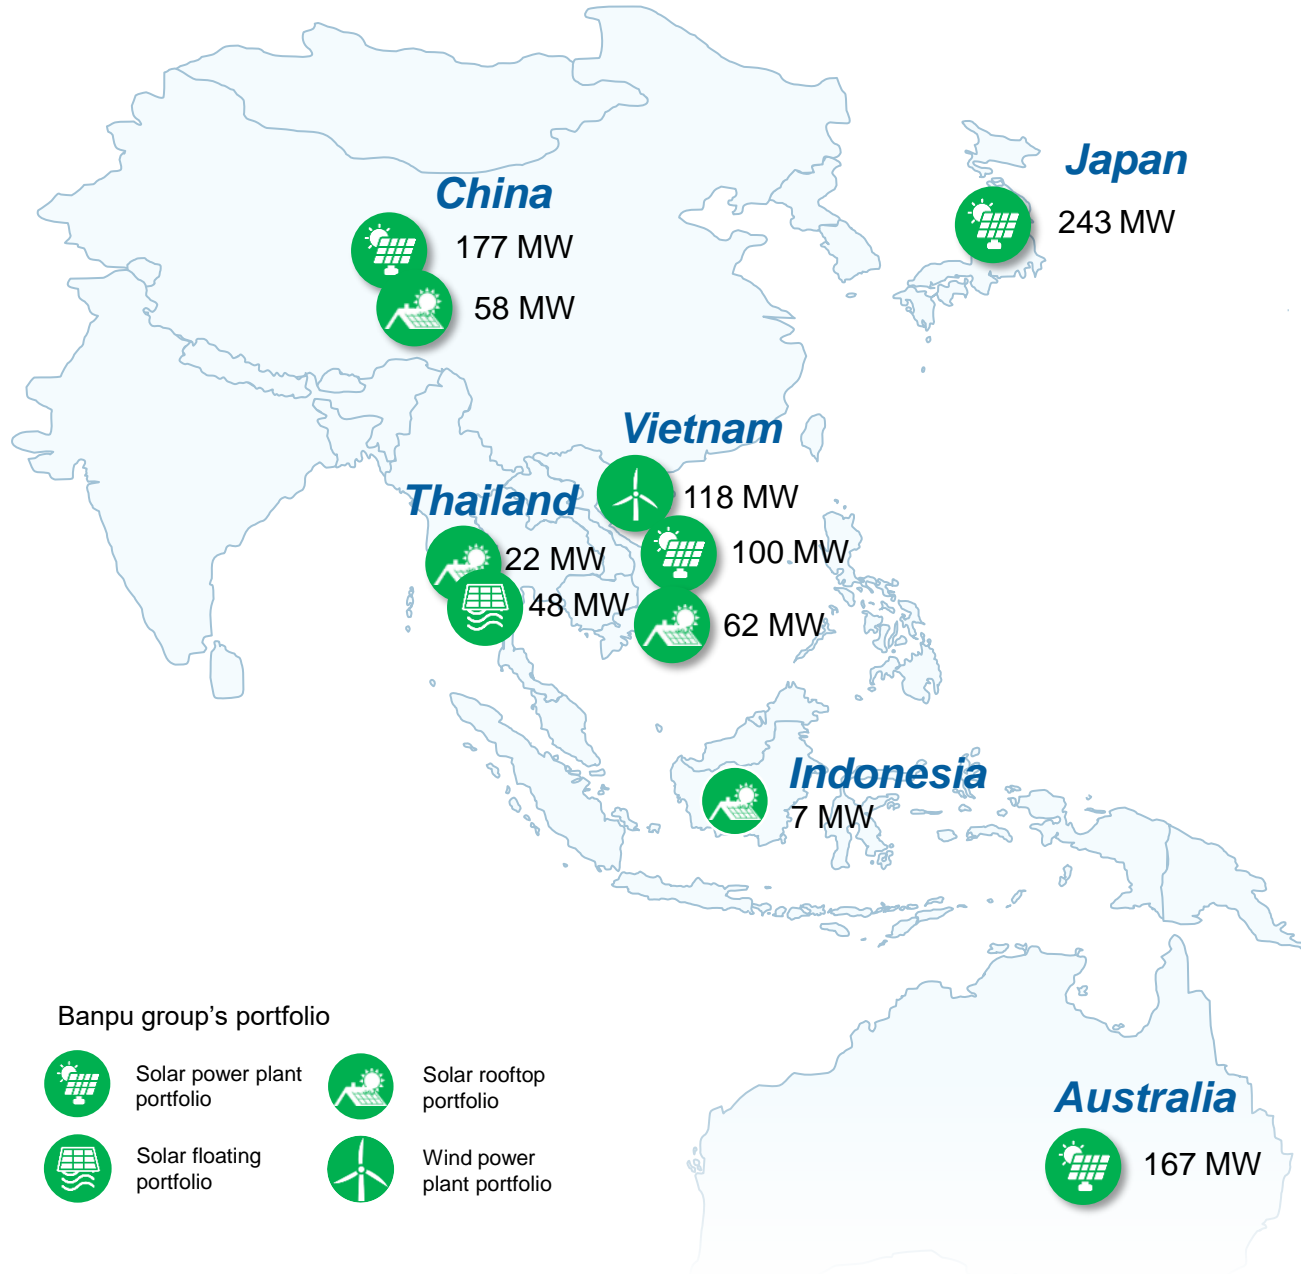 China
177 MW
58 MW
Japan
243 MW
Vietnam
118 MW
100 MW
62 MW
Thailand
22 MW
48 MW
Indonesia
7 MW
Australia
167 MW
Banpu group's portfolio
Solar power plant
portfolio
Solar rooftop
portfolio
Solar floating
portfolio
Wind power
plant portfolio